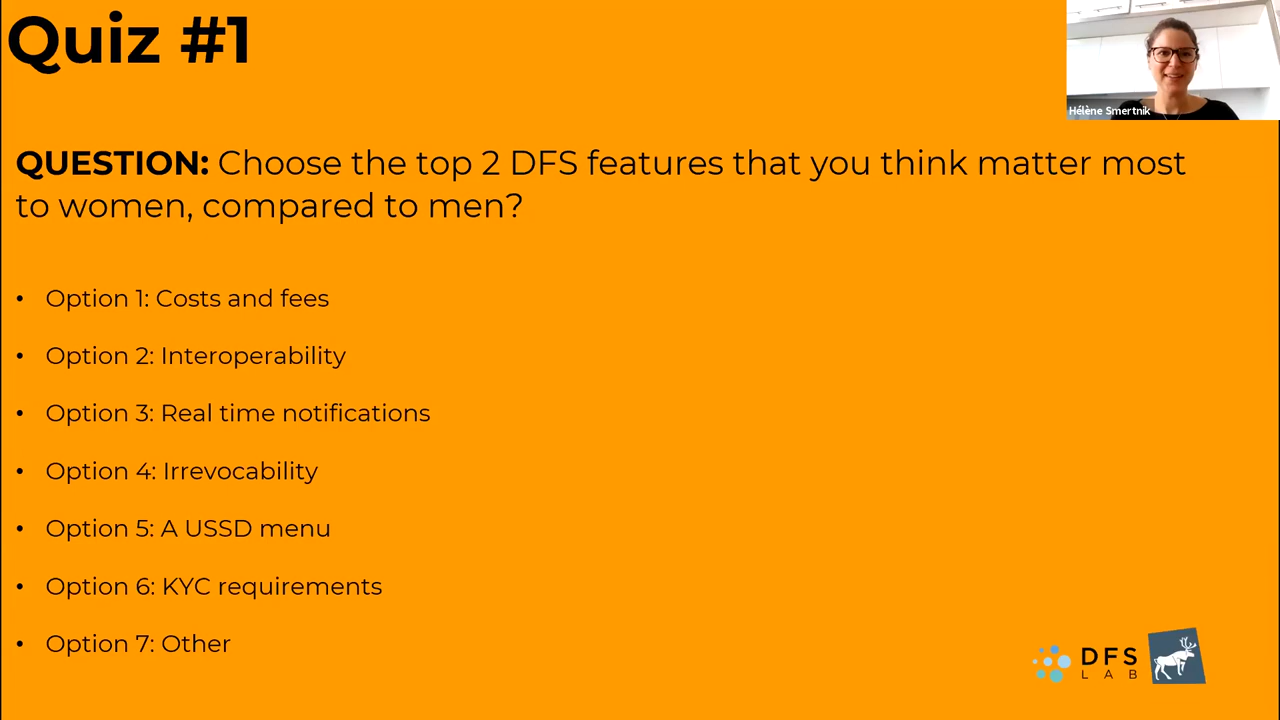 Quiz #1
Hélène Smertnik
QUESTION: Choose the top 2 DFS features that you think matter most
to women, compared to men?
• Option 1: Costs and fees
• Option 2: Interoperability
• Option 3: Real time notifications
• Option 4: Irrevocability
• Option 5: A USSD menu
• Option 6: KYC requirements
• Option 7: Other
DFS
LAB